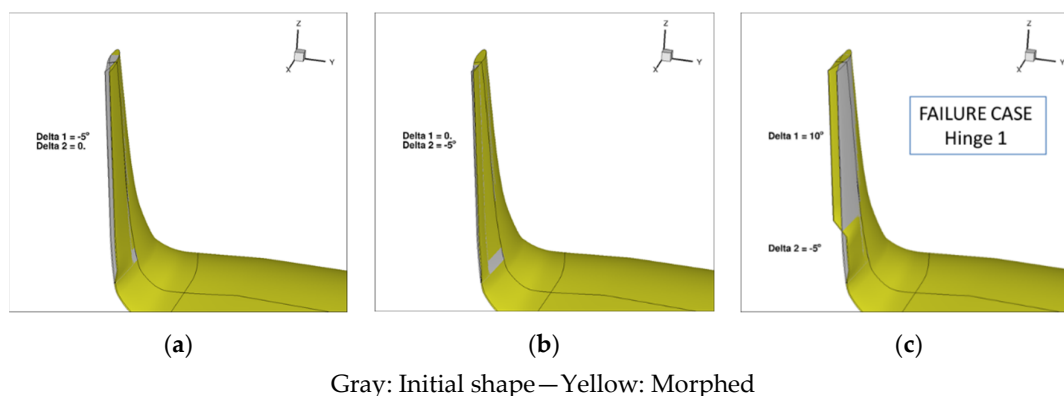 Z
Y
X
Delta 1 = -5°
Delta 2 = 0.
(a)
Z
Y
X
Delta 1 = 0.
Delta 2 = -5°
(b)
Z
Y
X
FAILURE CASE
Hinge 1
Delta 1 = 10°
Delta 2 = -5°
(c)
Gray: Initial shape—Yellow: Morphed